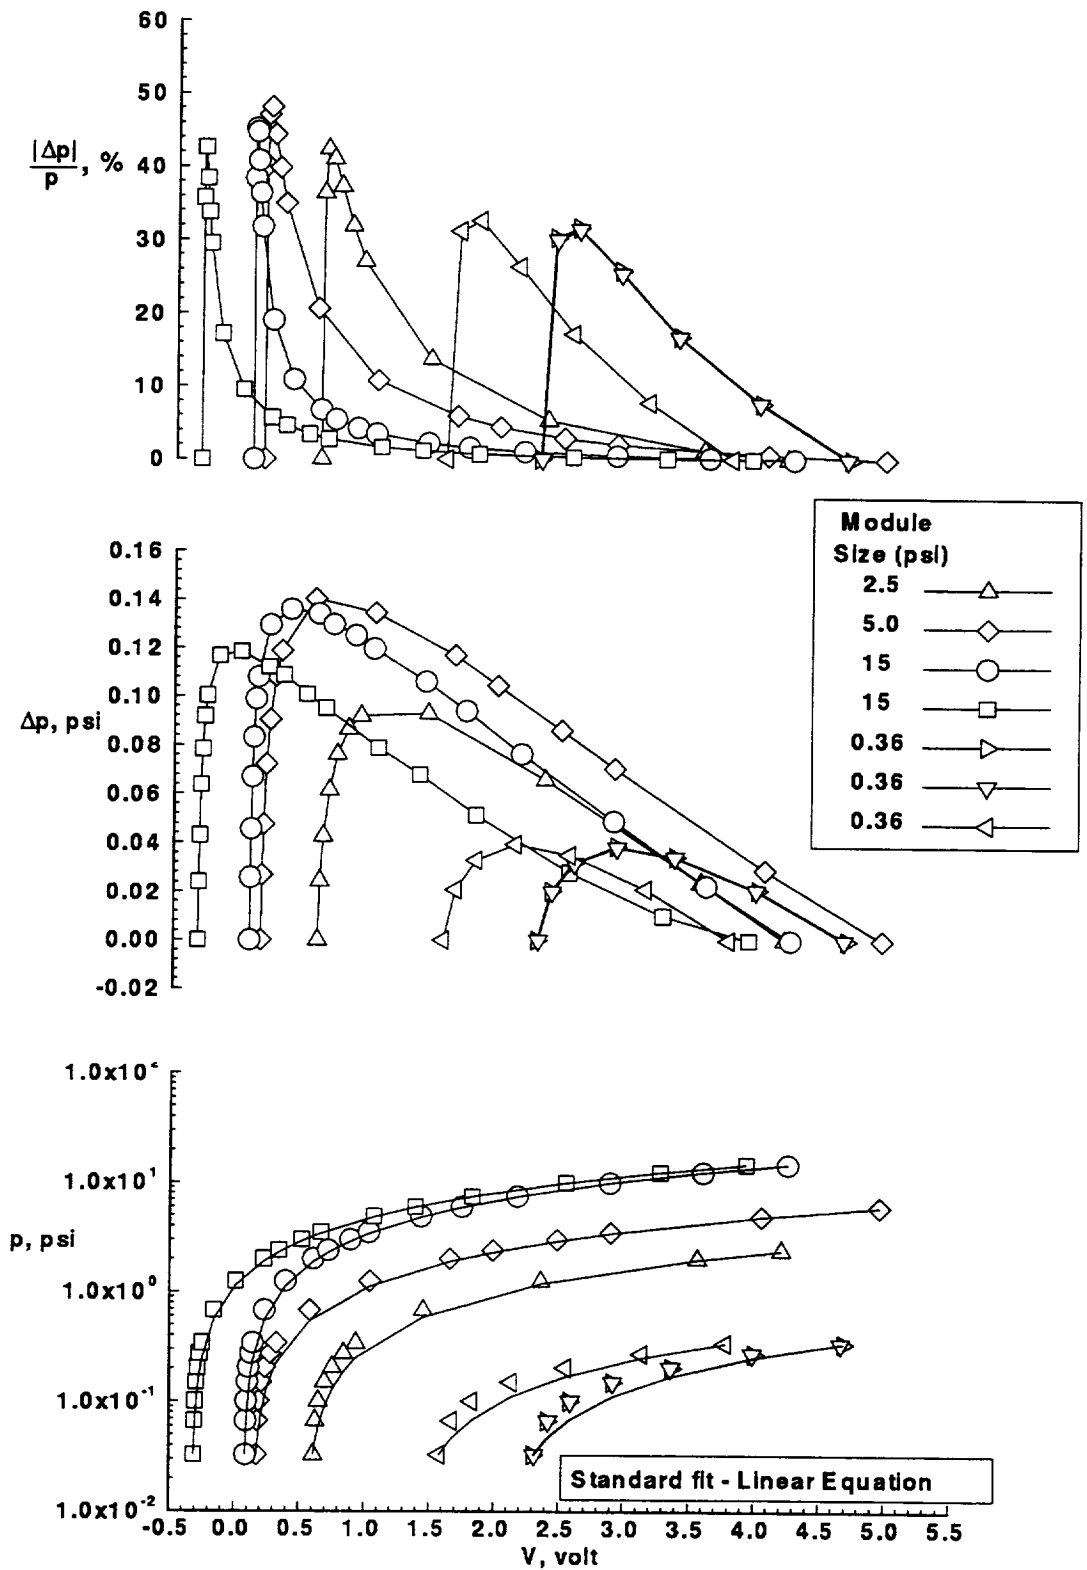 60
50
|Δp|
p , %
40
30
20
10
0
Module
Size (psi)
2.5
5.0
15
15
0.36
0.36
0.36
0.16
0.14
0.12
0.10
Δp, psi
0.08
0.06
0.04
0.02
0.00
-0.02
1.0x10²
1.0x10¹
p, psi
1.0x10⁰
1.0x10⁻¹
1.0x10⁻²
Standard fit - Linear Equation
-0.5 0.0 0.5 1.0 1.5 2.0 2.5 3.0 3.5 4.0 4.5 5.0 5.5
V, volt